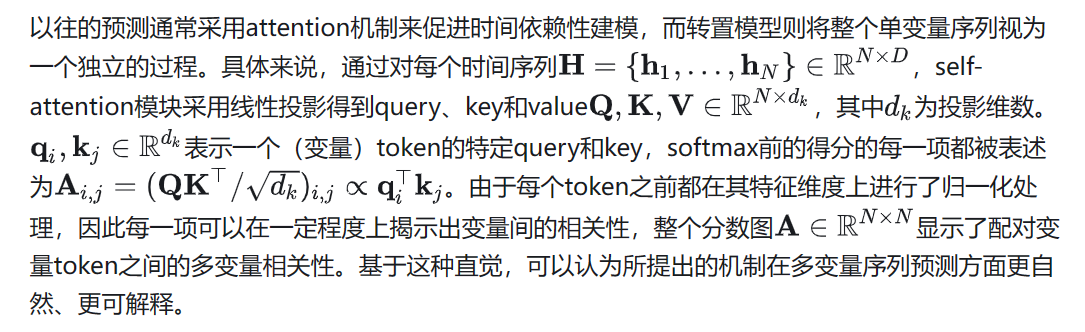 以往的预测通常采用attention机制来促进时间依赖性建模，而转置模型则将整个单变量序列视为
一个独立的过程。具体来说，通过对每个时间序列$\mathbf{H} = \{\mathbf{h}_1, \ldots, \mathbf{h}_N\} \in \mathbb{R}^{N \times D}$，self-
attention模块采用线性投影得到query、key和value$\mathbf{Q}, \mathbf{K}, \mathbf{V} \in \mathbb{R}^{N \times d_k}$，其中$d_k$为投影维数。
$\mathbf{q}_i, \mathbf{k}_j \in \mathbb{R}^{d_k}$表示一个（变量）token的特定query和key，softmax前的得分的每一项都被表述
为$\mathbf{A}_{i,j} = (\mathbf{Q}\mathbf{K}^\top / \sqrt{d_k})_{i,j} \propto \mathbf{q}_i^\top \mathbf{k}_j$。由于每个token之前都在其特征维度上进行了归一化处
理，因此每一项可以在一定程度上揭示出变量间的相关性，整个分数图$\mathbf{A} \in \mathbb{R}^{N \times N}$显示了配对变
量token之间的多变量相关性。基于这种直觉，可以认为所提出的机制在多变量序列预测方面更自
然、更可解释。